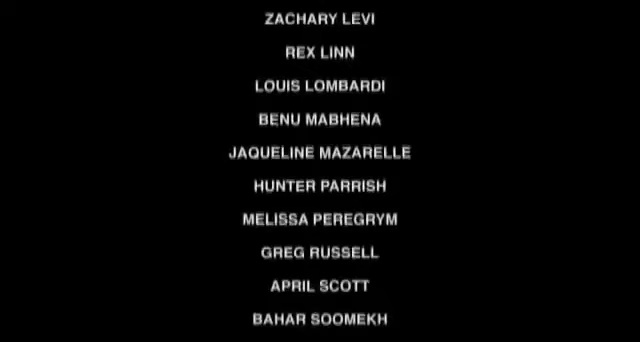 ZACHARY LEVI
REX LINN
LOUIS LOMBARDI
BENU MABHENA
JAQUELINE MAZARELLE
HUNTER PARRISH
MELISSA PEREGRYM
GREG RUSSELL
APRIL SCOTT
BAHAR SOOMEKH